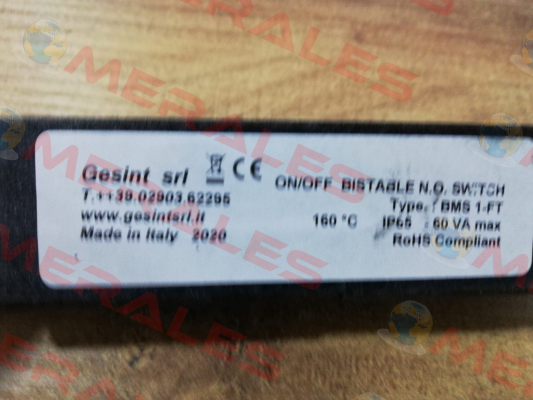 MERALES
Gesint srl
T.++39.02903.62295
www.gesintsrl.it
Made in Italy 2020
CE
ON/OFF BISTABLE N.O. SWITCH
Type. : BMS 1-FT
160 °C IP65 - 60 VA max
RoHS Compliant
MERALES
MERALES